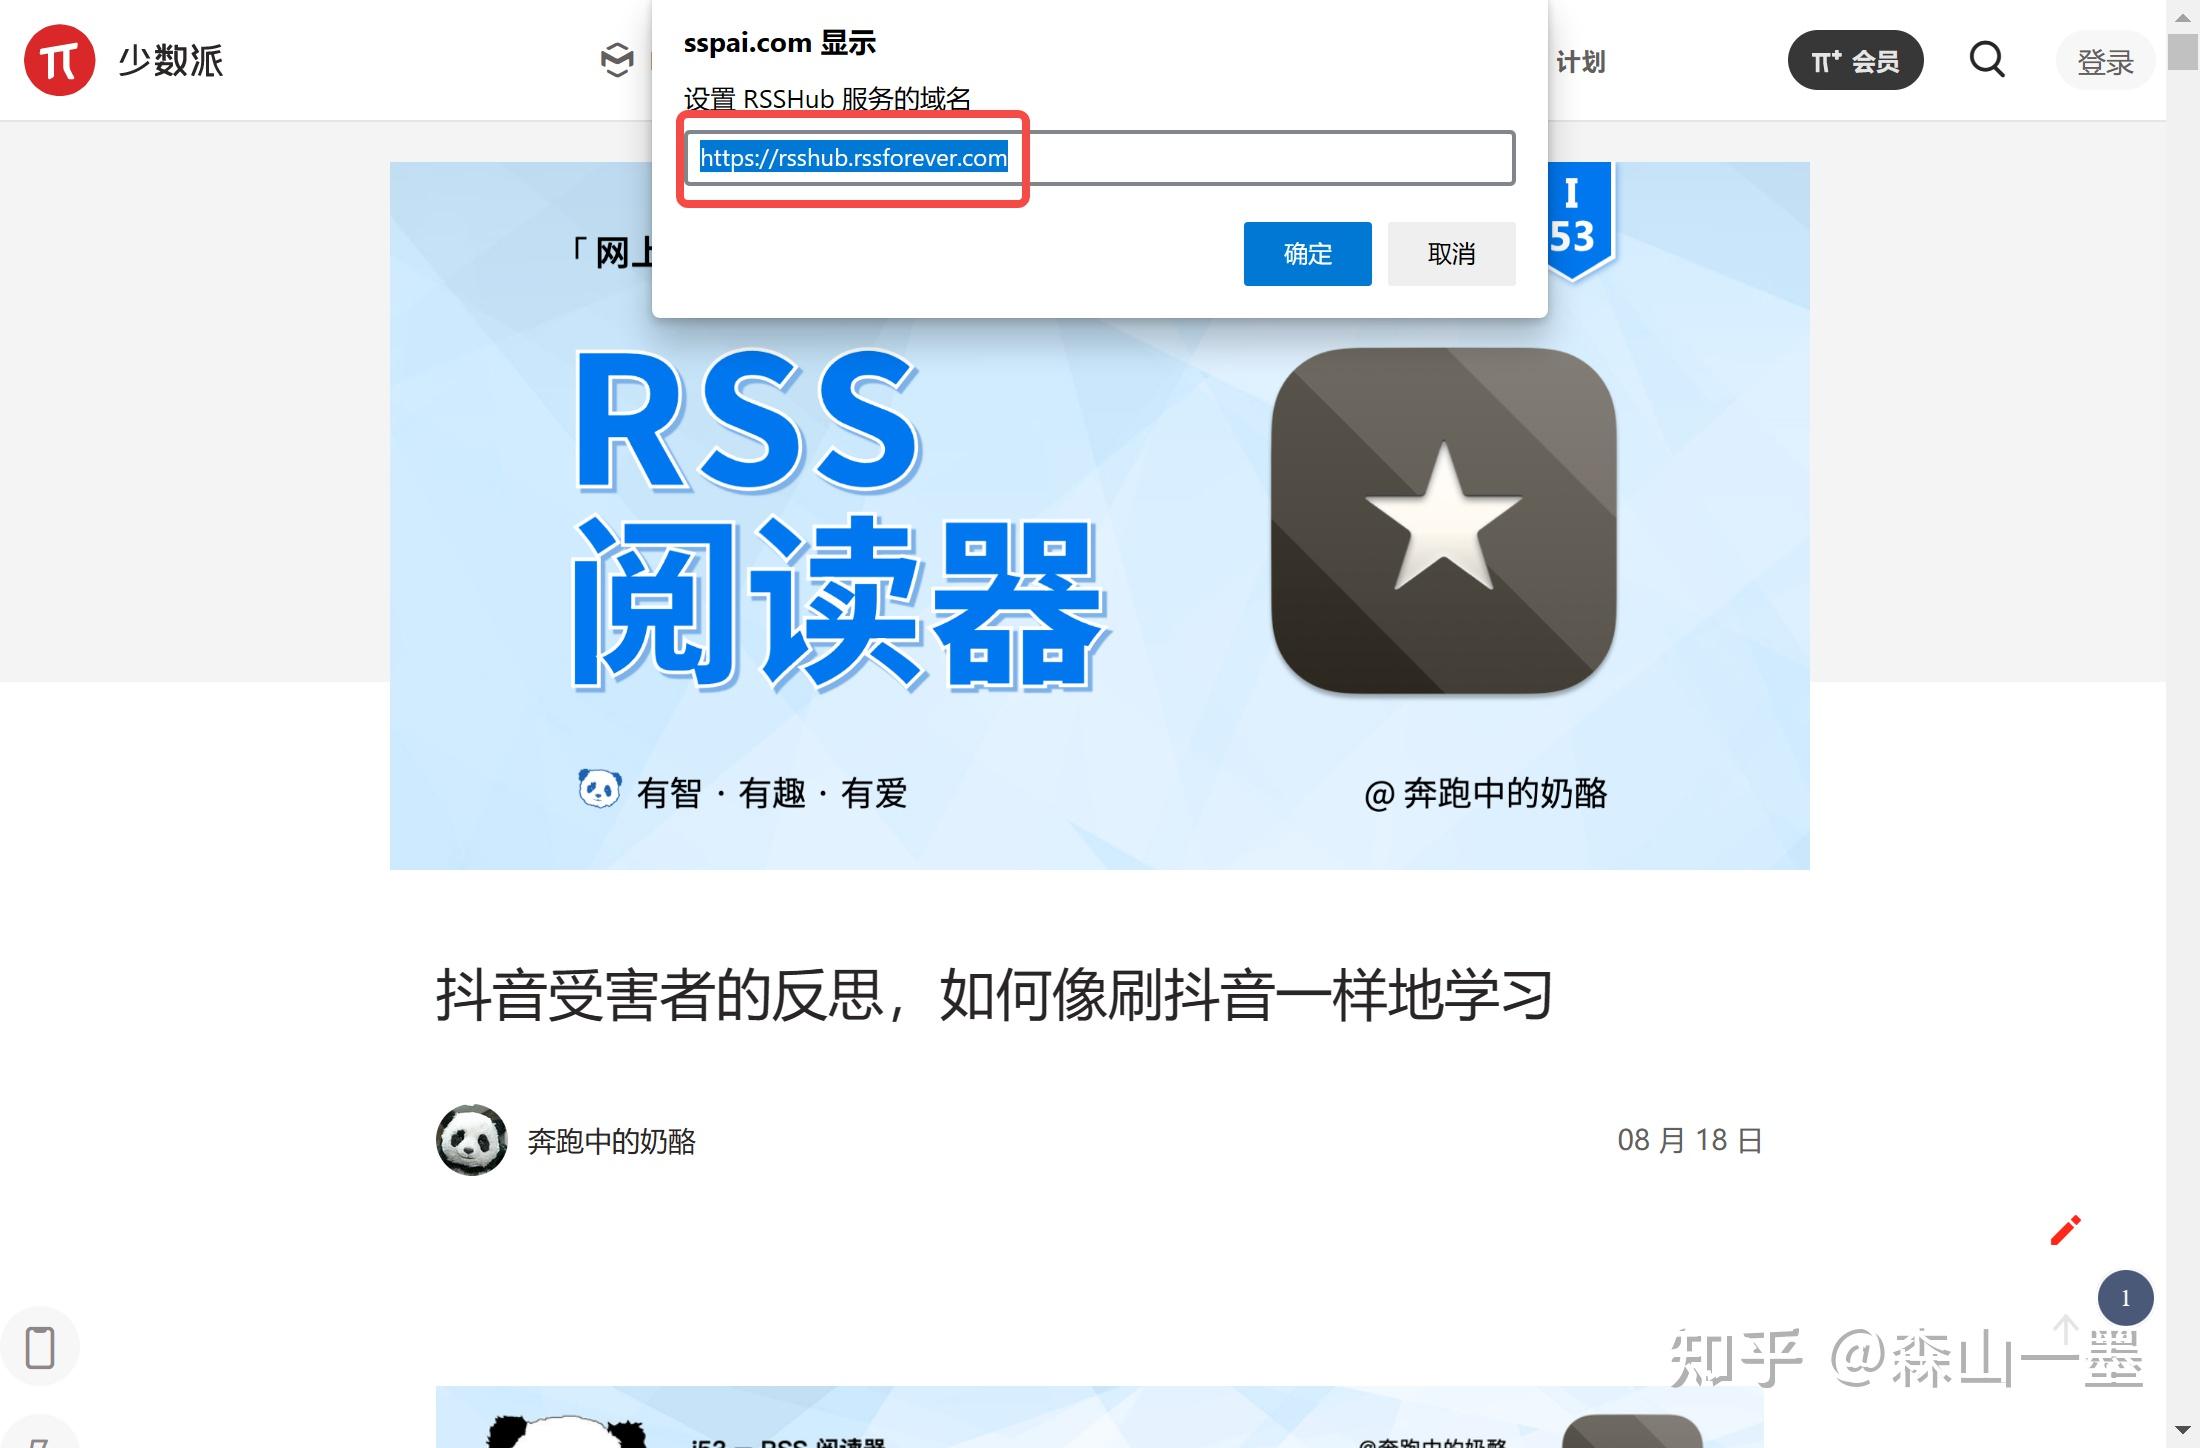 少数派
sspai.com 显示
设置 RSSHub 服务的域名
https://rsshub.rssforever.com
确定
取消
计划
π+ 会员
登录
「网上
I
53
RSS
阅读器
有智 · 有趣 · 有爱
@ 奔跑中的奶酪
抖音受害者的反思，如何像刷抖音一样地学习
奔跑中的奶酪
08 月 18 日
1
知乎 @森山一墨
i53 — RSS 阅读器
@奔跑中的奶酪